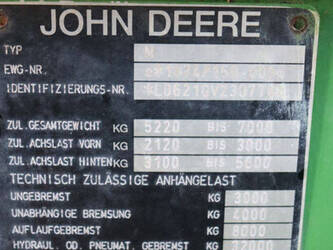 JOHN DEERE
TYP M
EWG-NR.
IDENTIFIZIERUNGS-NR.
ZUL.GESAMTGEWICHT KG 5220 BIS 7000
ZUL.ACHSLAST VORN KG 2120 BIS 3000
ZUL.ACHSLAST HINTEN KG 3100 BIS
TECHNISCH ZULÄSSIGE ANHÄNGELAST
UNGEBREMST KG 3000
UNABHÄNGIGE BREMSUNG KG 4000
AUFLAUFGEBREMST KG 8000
HYDRAUL. OD. PNEUMAT. GEBREMST KG